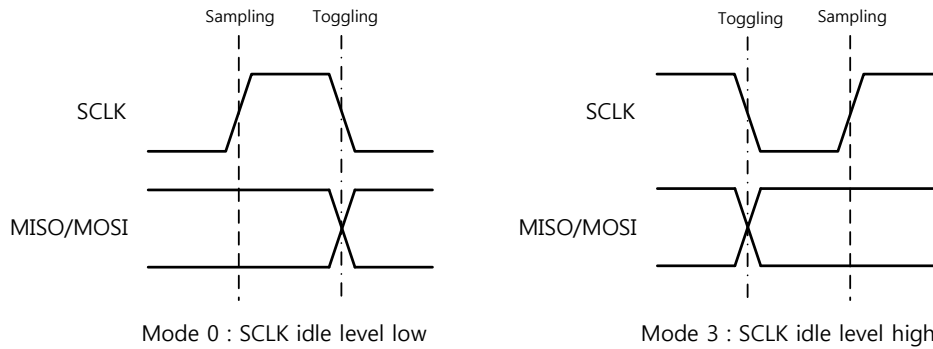 Sampling Toggling
SCLK
MISO/MOSI
Mode 0 : SCLK idle level low
Toggling Sampling
SCLK
MISO/MOSI
Mode 3 : SCLK idle level high